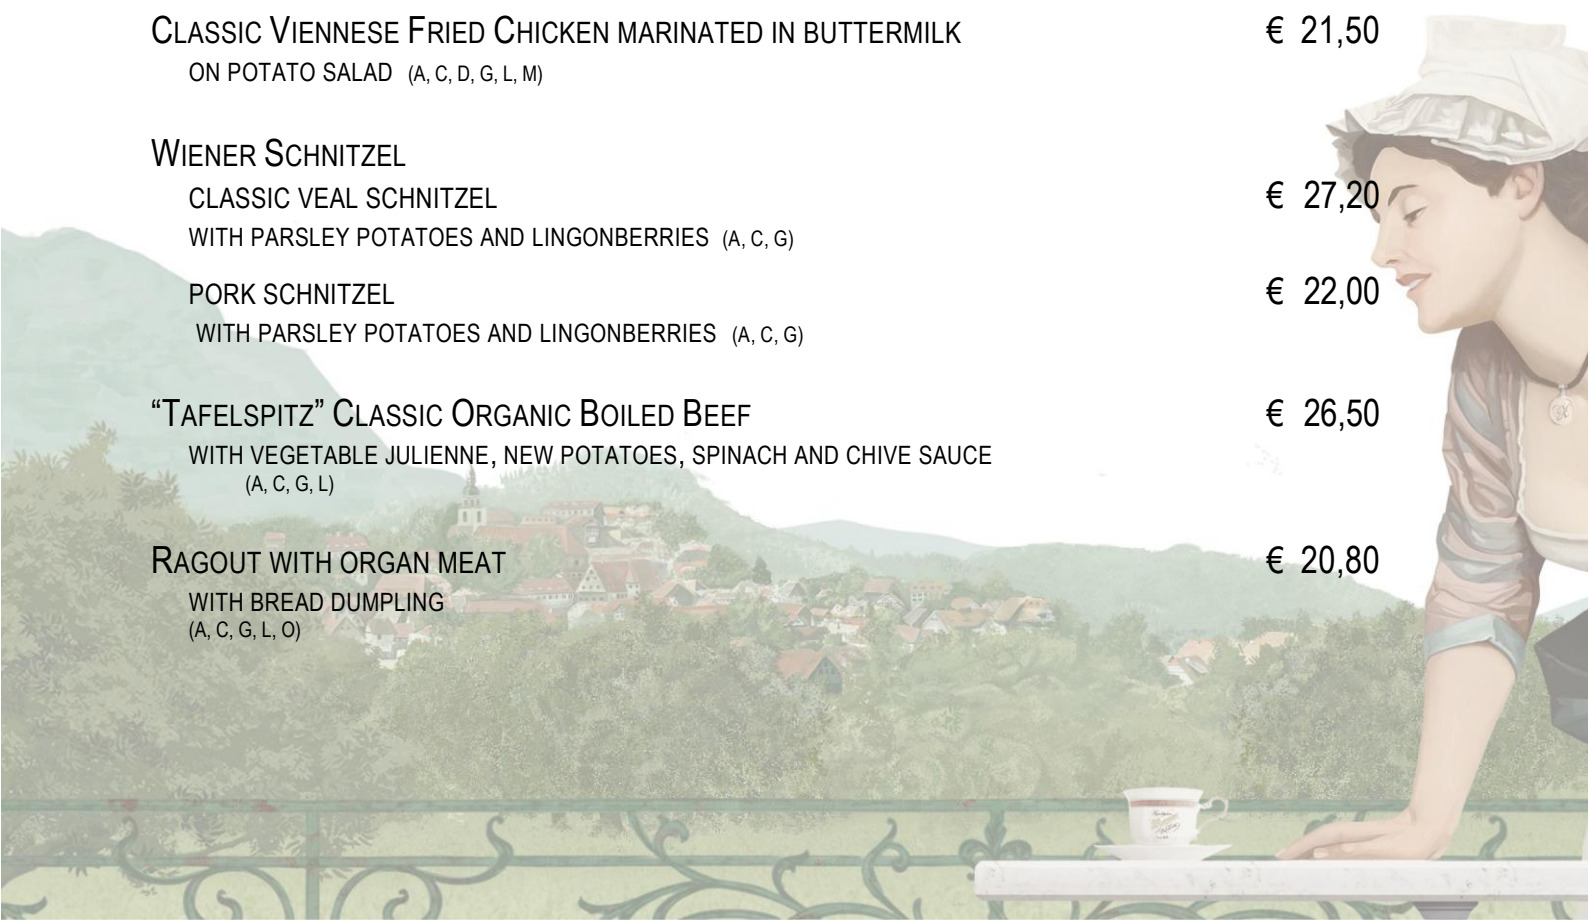 CLASSIC VIENNESE FRIED CHICKEN MARINATED IN BUTTERMILK € 21,50
ON POTATO SALAD (A, C, D, G, L, M)
WIENER SCHNITZEL
CLASSIC VEAL SCHNITZEL € 27,20
WITH PARSLEY POTATOES AND LINGONBERRIES (A, C, G)
PORK SCHNITZEL € 22,00
WITH PARSLEY POTATOES AND LINGONBERRIES (A, C, G)
“TAFELSPITZ” CLASSIC ORGANIC BOILED BEEF € 26,50
WITH VEGETABLE JULIENNE, NEW POTATOES, SPINACH AND CHIVE SAUCE
(A, C, G, L)
RAGOUT WITH ORGAN MEAT € 20,80
WITH BREAD DUMPLING
(A, C, G, L, O)